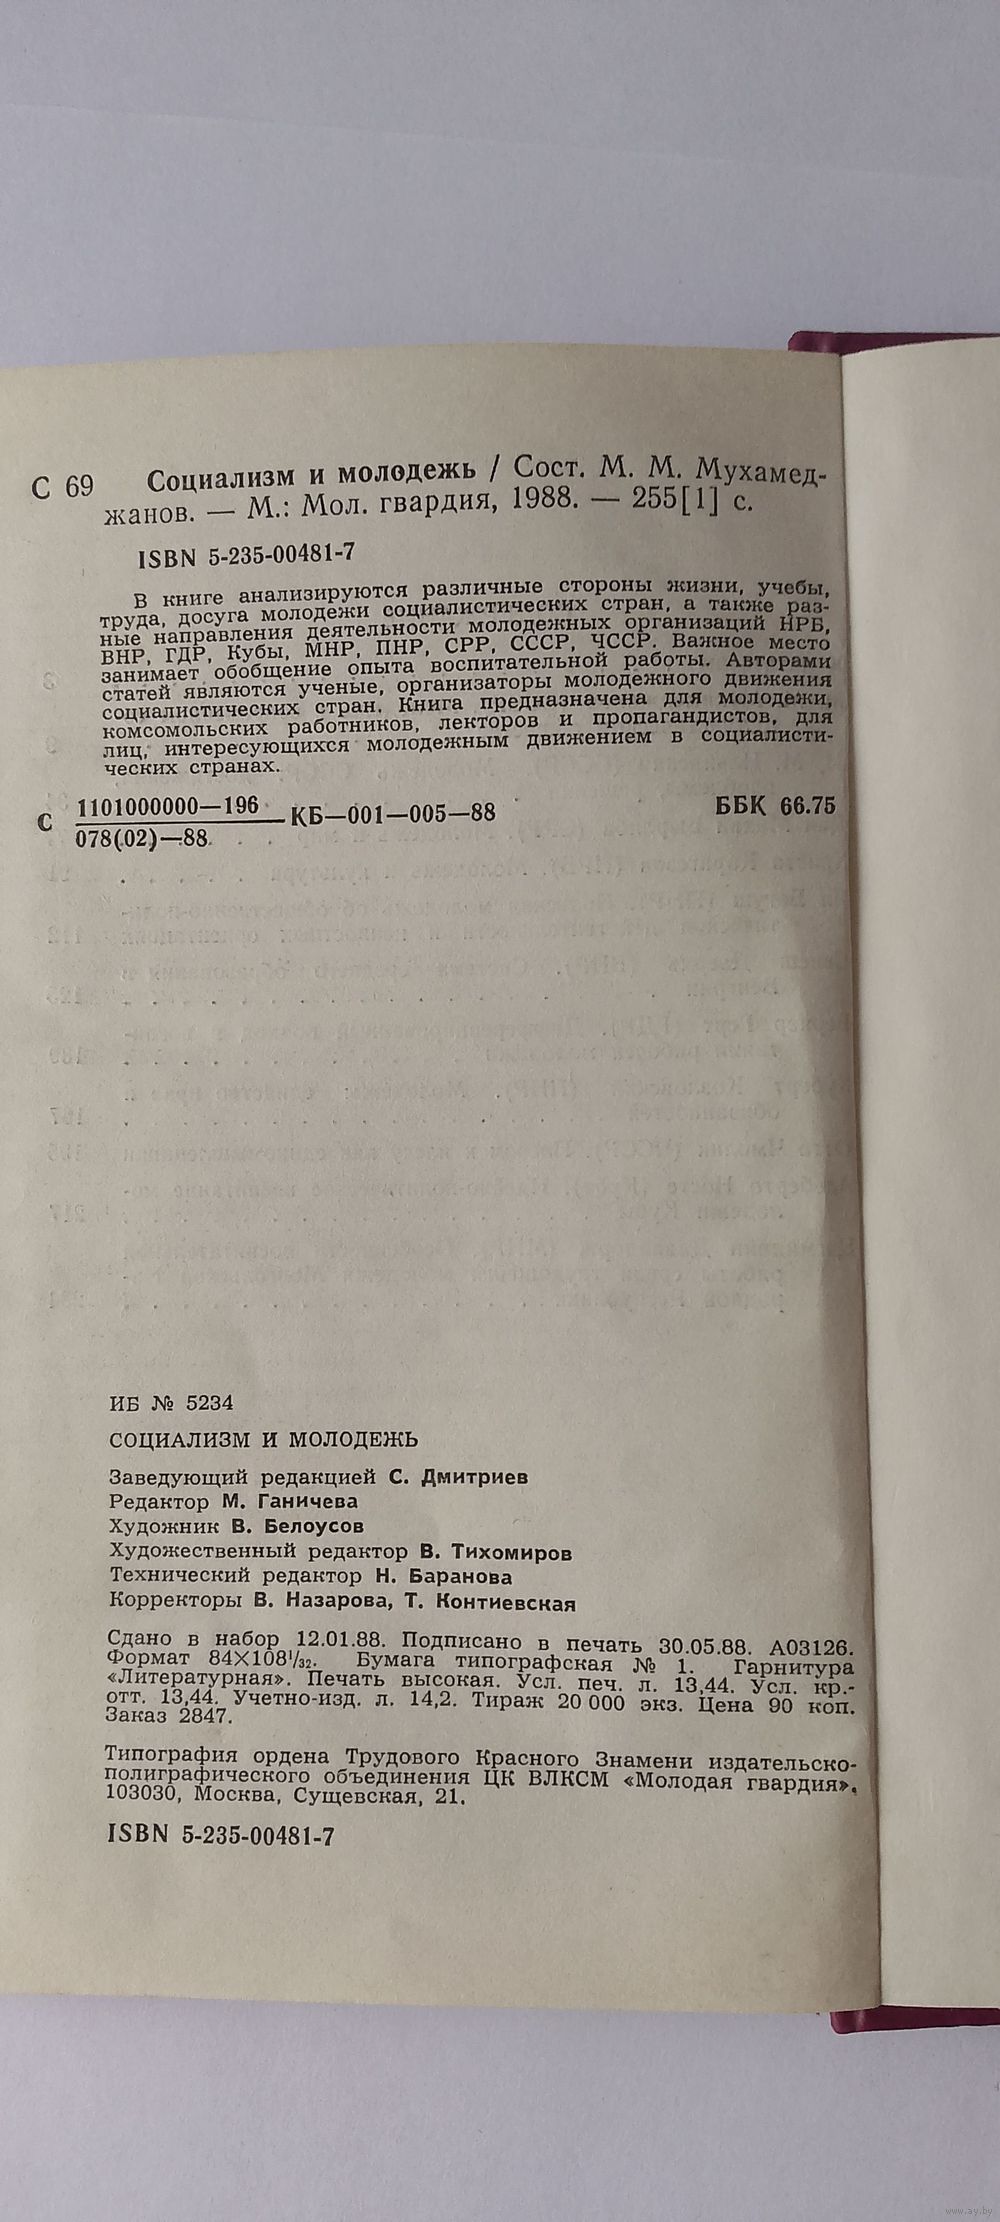 С 69 Социализм и молодежь / Сост. М. М. Мухамед-
жанов. — М.: Мол. гвардия, 1988. — 255[1] с.
ISBN 5-235-00481-7
В книге анализируются различные стороны жизни, учебы,
труда, досуга молодежи социалистических стран, а также раз-
ные направления деятельности молодежных организаций НРБ,
ВНР, ГДР, Кубы, МНР, ПНР, СРР, СССР, ЧССР. Важное место
занимает обобщение опыта воспитательной работы. Авторами
статей являются ученые, организаторы молодежного движения
социалистических стран. Книга предназначена для молодежи,
комсомольских работников, лекторов и пропагандистов, для
лиц, интересующихся молодежным движением в социалисти-
ческих странах.
С 1101000000—196 КБ—001—005—88 ББК 66.75
078(02)—88
ИБ № 5234
СОЦИАЛИЗМ И МОЛОДЕЖЬ
Заведующий редакцией С. Дмитриев
Редактор М. Ганичева
Художник В. Белоусов
Художественный редактор В. Тихомиров
Технический редактор Н. Баранова
Корректоры В. Назарова, Т. Контиевская
Сдано в набор 12.01.88. Подписано в печать 30.05.88. А03126.
Формат 84×108¹/₃₂. Бумага типографская № 1. Гарнитура
«Литературная». Печать высокая. Усл. печ. л. 13,44. Усл. кр.-
отт. 13,44. Учетно-изд. л. 14,2. Тираж 20 000 экз. Цена 90 коп.
Заказ 2847.
Типография ордена Трудового Красного Знамени издательско-
полиграфического объединения ЦК ВЛКСМ «Молодая гвардия».
103030, Москва, Сущевская, 21.
ISBN 5-235-00481-7
www.ay.by